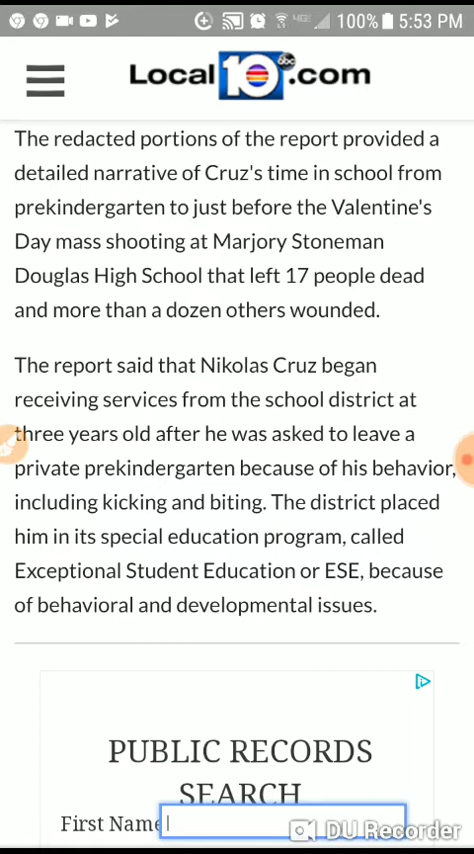 100% 5:53 PM
Local 10 abc .com
The redacted portions of the report provided a
detailed narrative of Cruz's time in school from
prekindergarten to just before the Valentine's
Day mass shooting at Marjory Stoneman
Douglas High School that left 17 people dead
and more than a dozen others wounded.
The report said that Nikolas Cruz began
receiving services from the school district at
three years old after he was asked to leave a
private prekindergarten because of his behavior,
including kicking and biting. The district placed
him in its special education program, called
Exceptional Student Education or ESE, because
of behavioral and developmental issues.
PUBLIC RECORDS
SEARCH
First Name
DU Recorder